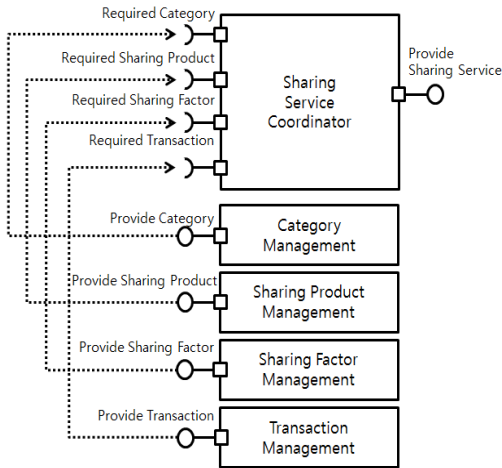 Required Category
Required Sharing Product
Required Sharing Factor
Required Transaction
Sharing
Service
Coordinator
Provide
Sharing Service
Provide Category
Category
Management
Provide Sharing Product
Sharing Product
Management
Provide Sharing Factor
Sharing Factor
Management
Provide Transaction
Transaction
Management